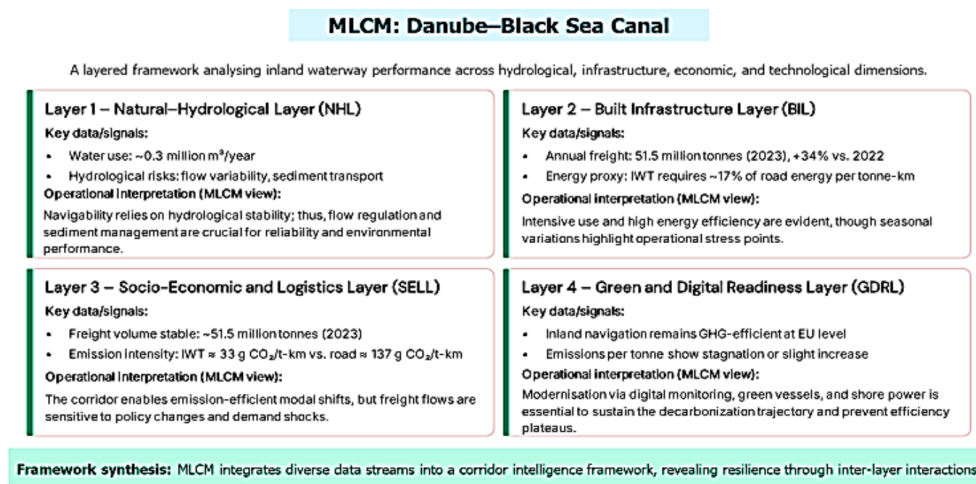 MLCM: Danube–Black Sea Canal
A layered framework analysing inland waterway performance across hydrological, infrastructure, economic, and technological dimensions.
Layer 1 – Natural–Hydrological Layer (NHL)
Key data/signals:
• Water use: ~0.3 million m³/year
• Hydrological risks: flow variability, sediment transport
Operational Interpretation (MLCM view):
Navigability relies on hydrological stability; thus, flow regulation and
sediment management are crucial for reliability and environmental
performance.
Layer 2 – Built Infrastructure Layer (BIL)
Key data/signals:
• Annual freight: 51.5 million tonnes (2023), +34% vs. 2022
• Energy proxy: IWT requires ~17% of road energy per tonne-km
Operational interpretation (MLCM view):
Intensive use and high energy efficiency are evident, though seasonal
variations highlight operational stress points.
Layer 3 – Socio-Economic and Logistics Layer (SELL)
Key data/signals:
• Freight volume stable: ~51.5 million tonnes (2023)
• Emission intensity: IWT ≈ 33 g CO₂/t-km vs. road ≈ 137 g CO₂/t-km
Operational Interpretation (MLCM view):
The corridor enables emission-efficient modal shifts, but freight flows are
sensitive to policy changes and demand shocks.
Layer 4 – Green and Digital Readiness Layer (GDRL)
Key data/signals:
• Inland navigation remains GHG-efficient at EU level
• Emissions per tonne show stagnation or slight increase
Operational interpretation (MLCM view):
Modernisation via digital monitoring, green vessels, and shore power is
essential to sustain the decarbonization trajectory and prevent efficiency
plateaus.
Framework synthesis: MLCM integrates diverse data streams into a corridor intelligence framework, revealing resilience through inter-layer interactions